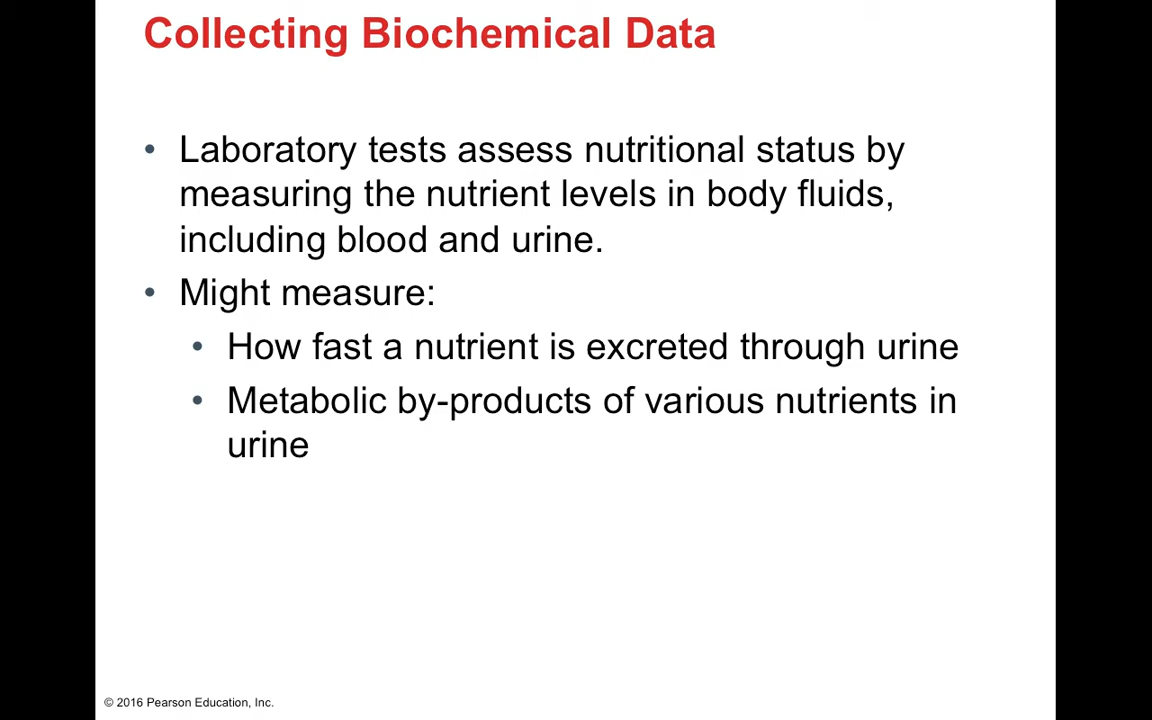 Collecting Biochemical Data
• Laboratory tests assess nutritional status by
measuring the nutrient levels in body fluids,
including blood and urine.
• Might measure:
• How fast a nutrient is excreted through urine
• Metabolic by-products of various nutrients in
urine
© 2016 Pearson Education, Inc.